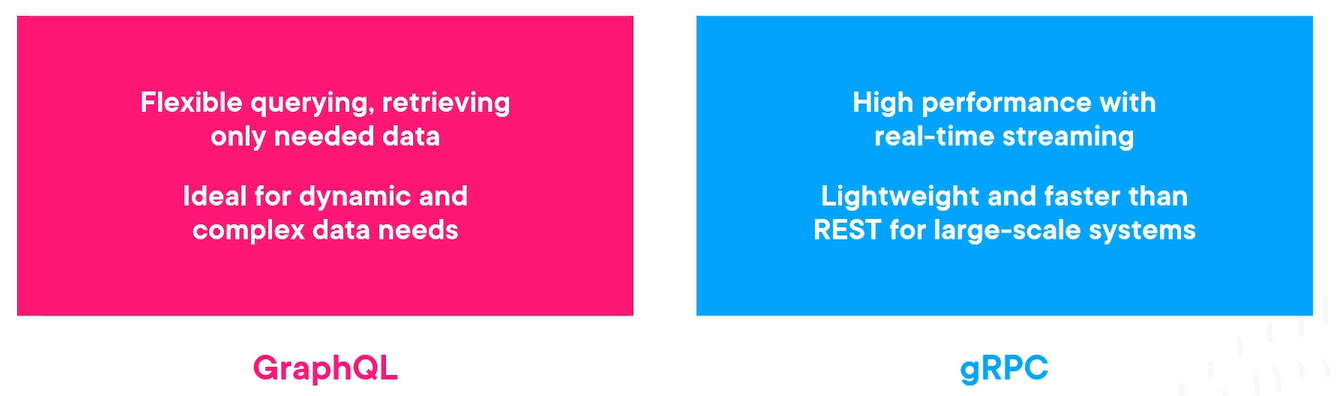 Flexible querying, retrieving
only needed data
Ideal for dynamic and
complex data needs
GraphQL
High performance with
real-time streaming
Lightweight and faster than
REST for large-scale systems
gRPC